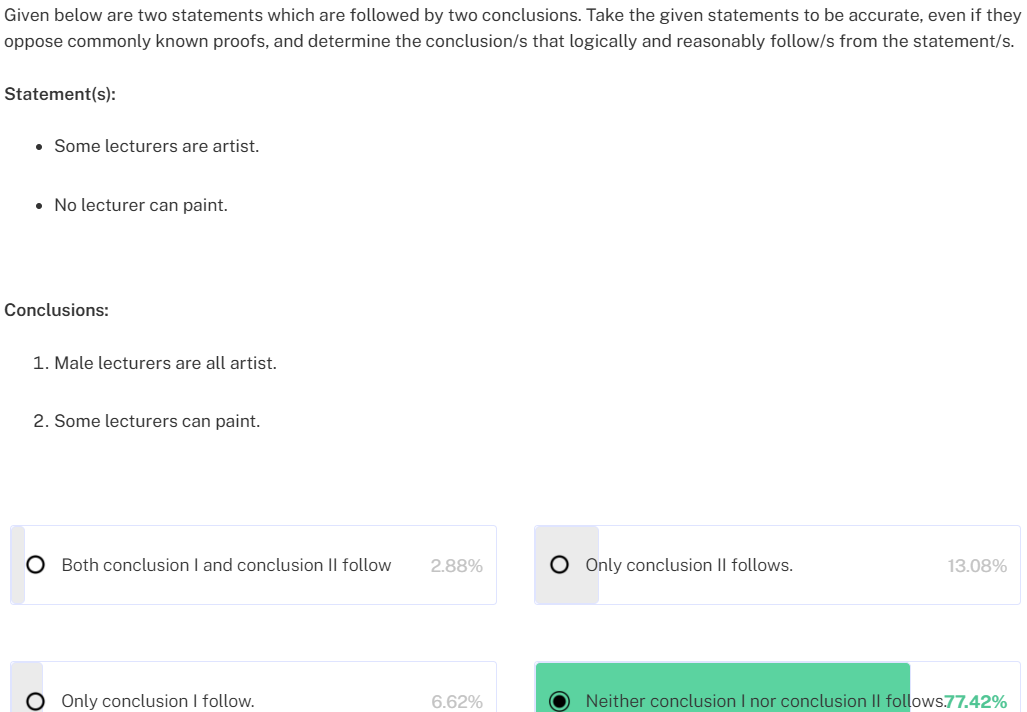 Given below are two statements which are followed by two conclusions. Take the given statements to be accurate, even if they
oppose commonly known proofs, and determine the conclusion/s that logically and reasonably follow/s from the statement/s.
Statement(s):
• Some lecturers are artist.
• No lecturer can paint.
Conclusions:
1. Male lecturers are all artist.
2. Some lecturers can paint.
Both conclusion I and conclusion II follow 2.88%
Only conclusion II follows. 13.08%
Only conclusion I follow. 6.62%
Neither conclusion I nor conclusion II follows. 77.42%